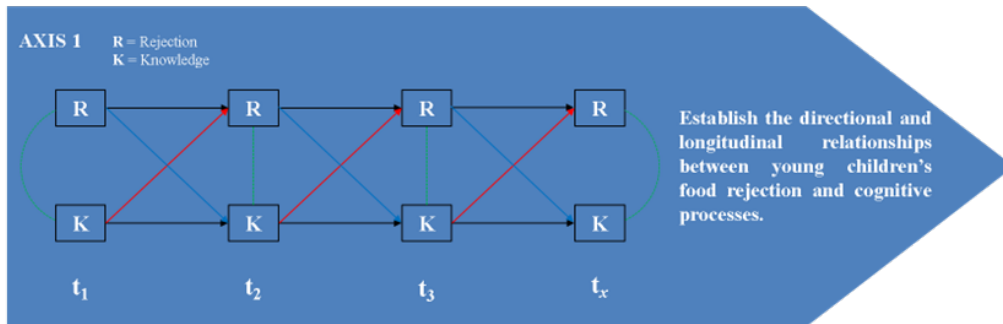 AXIS 1
R = Rejection
K = Knowledge
R R R R
K K K K
t1 t2 t3 tx
Establish the directional and
longitudinal relationships
between young children's
food rejection and cognitive
processes.